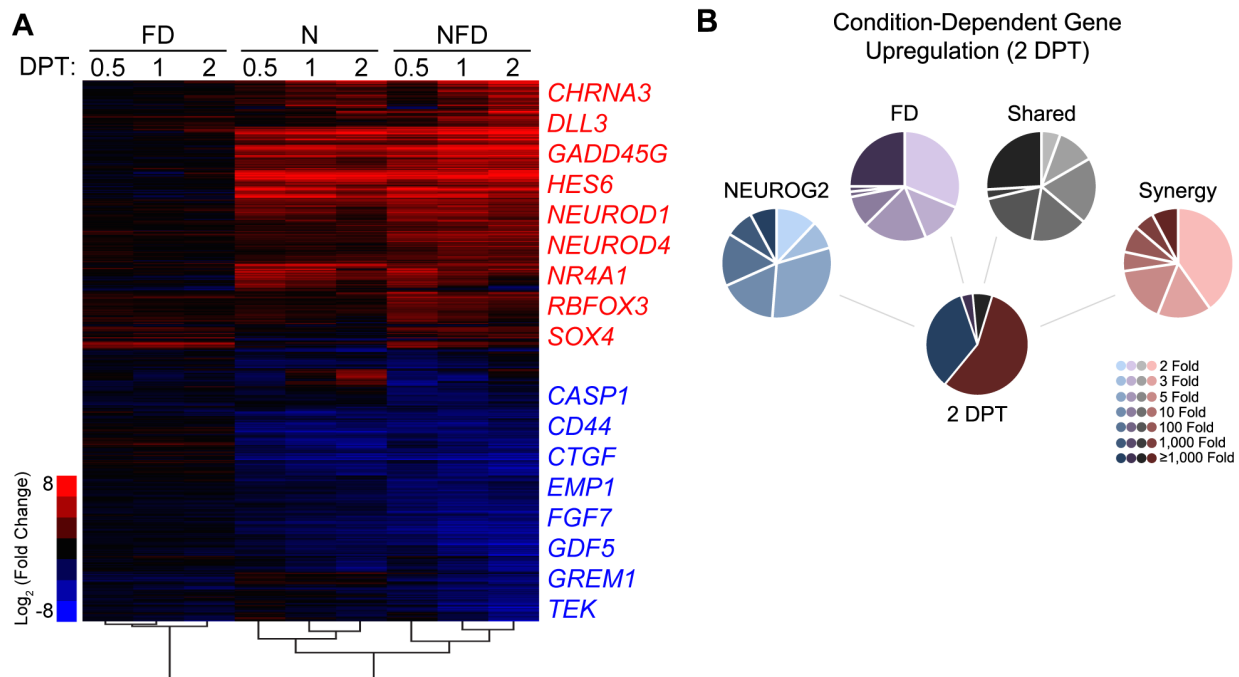 A
FD N NFD
DPT: 0.5 1 2 0.5 1 2 0.5 1 2
CHRNA3
DLL3
GADD45G
HES6
NEUROD1
NEUROD4
NR4A1
RBFOX3
SOX4
CASP1
CD44
CTGF
EMP1
FGF7
GDF5
GREM1
TEK
8
-8
Log2 (Fold Change)
B
Condition-Dependent Gene
Upregulation (2 DPT)
FD
Shared
NEUROG2
Synergy
2 DPT
2 Fold
3 Fold
5 Fold
10 Fold
100 Fold
1,000 Fold
≥1,000 Fold